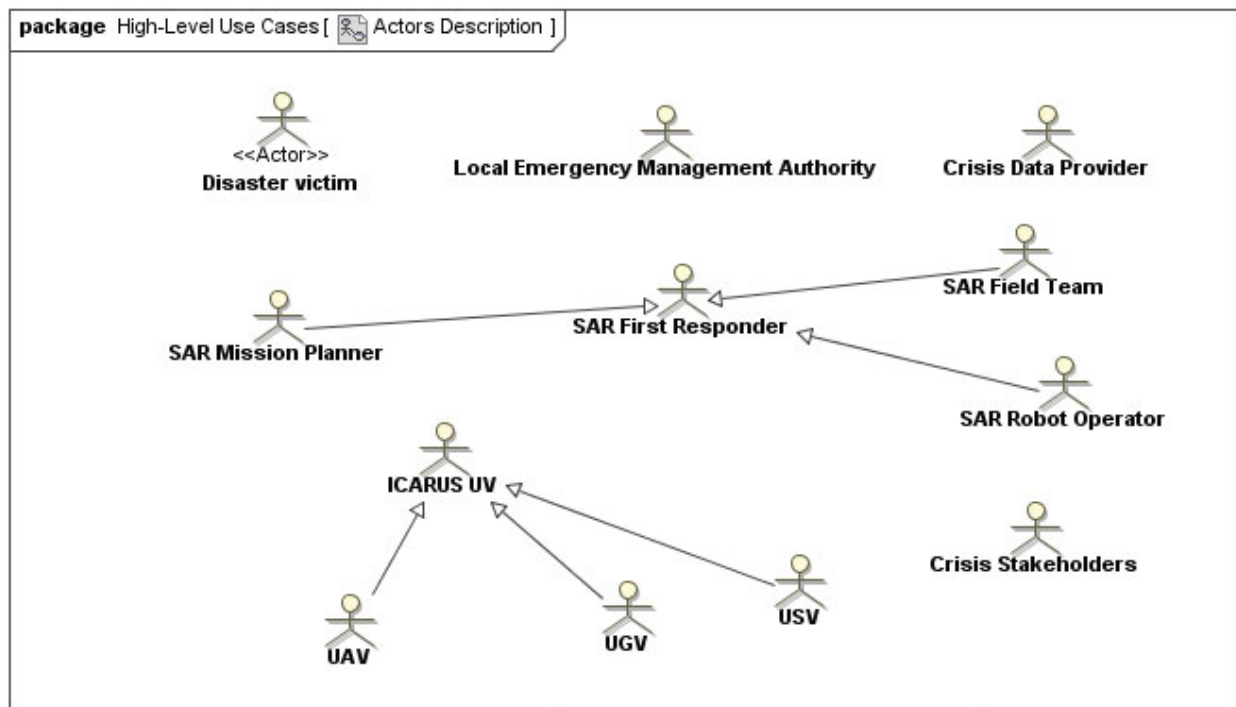 package High-Level Use Cases [ Actors Description ]
<<Actor>>
Disaster victim
Local Emergency Management Authority
Crisis Data Provider
SAR Field Team
SAR First Responder
SAR Mission Planner
SAR Robot Operator
ICARUS UV
Crisis Stakeholders
USV
UGV
UAV